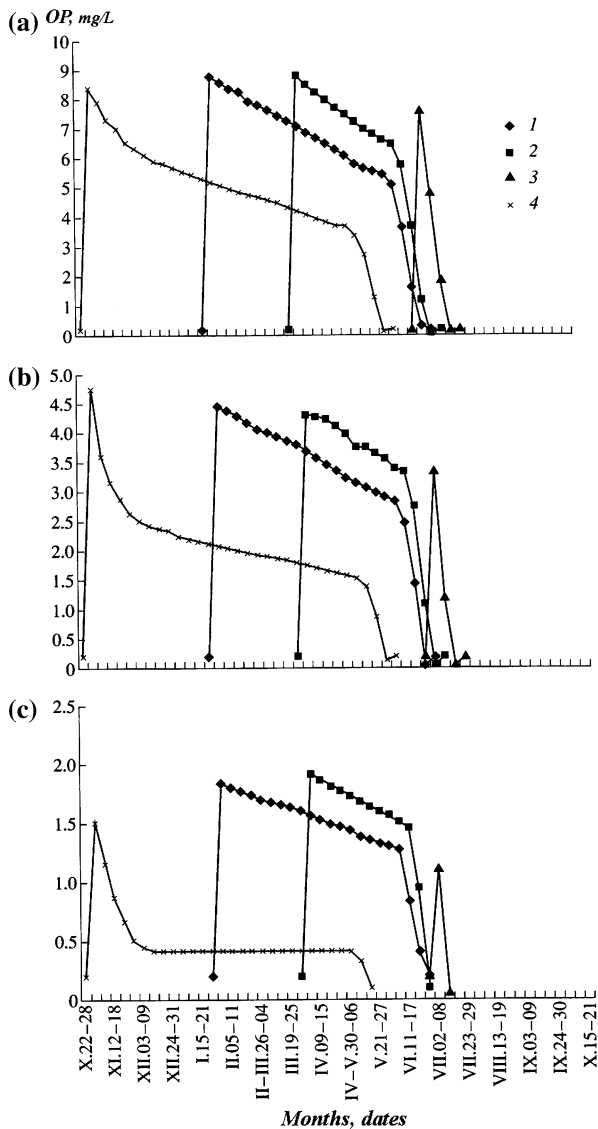 (a) OP, mg/L
10
9
8
7
6
5
4
3
2
1
0
1
2
3
4
(b)
5.0
4.5
4.0
3.5
3.0
2.5
2.0
1.5
1.0
0.5
0
(c)
2.5
2.0
1.5
1.0
0.5
0
X.22–28
XI.12–18
XII.03–09
XII.24–31
I.15–21
II.05–11
II–III.26–04
III.19–25
IV.09–15
IV–V.30–06
V.21–27
VI.11–17
VII.02–08
VII.23–29
VIII.13–19
IX.03–09
IX.24–30
X.15–21
Months, dates